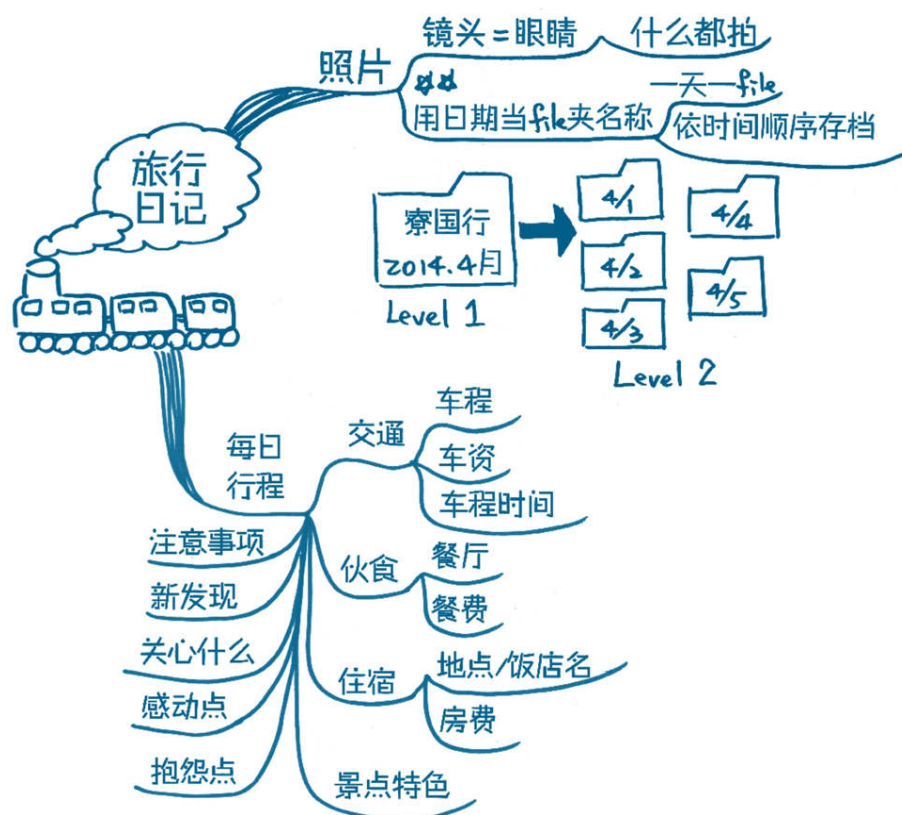 旅行
日记
照片
镜头=眼睛
什么都拍
☆☆
用日期当file夹名称
一天一file
依时间顺序存档
寮国行
2014.4月
Level 1
4/1
4/2
4/3
4/4
4/5
Level 2
每日
行程
交通
车程
车资
车程时间
伙食
餐厅
餐费
住宿
地点/饭店名
房费
景点特色
注意事项
新发现
关心什么
感动点
抱怨点